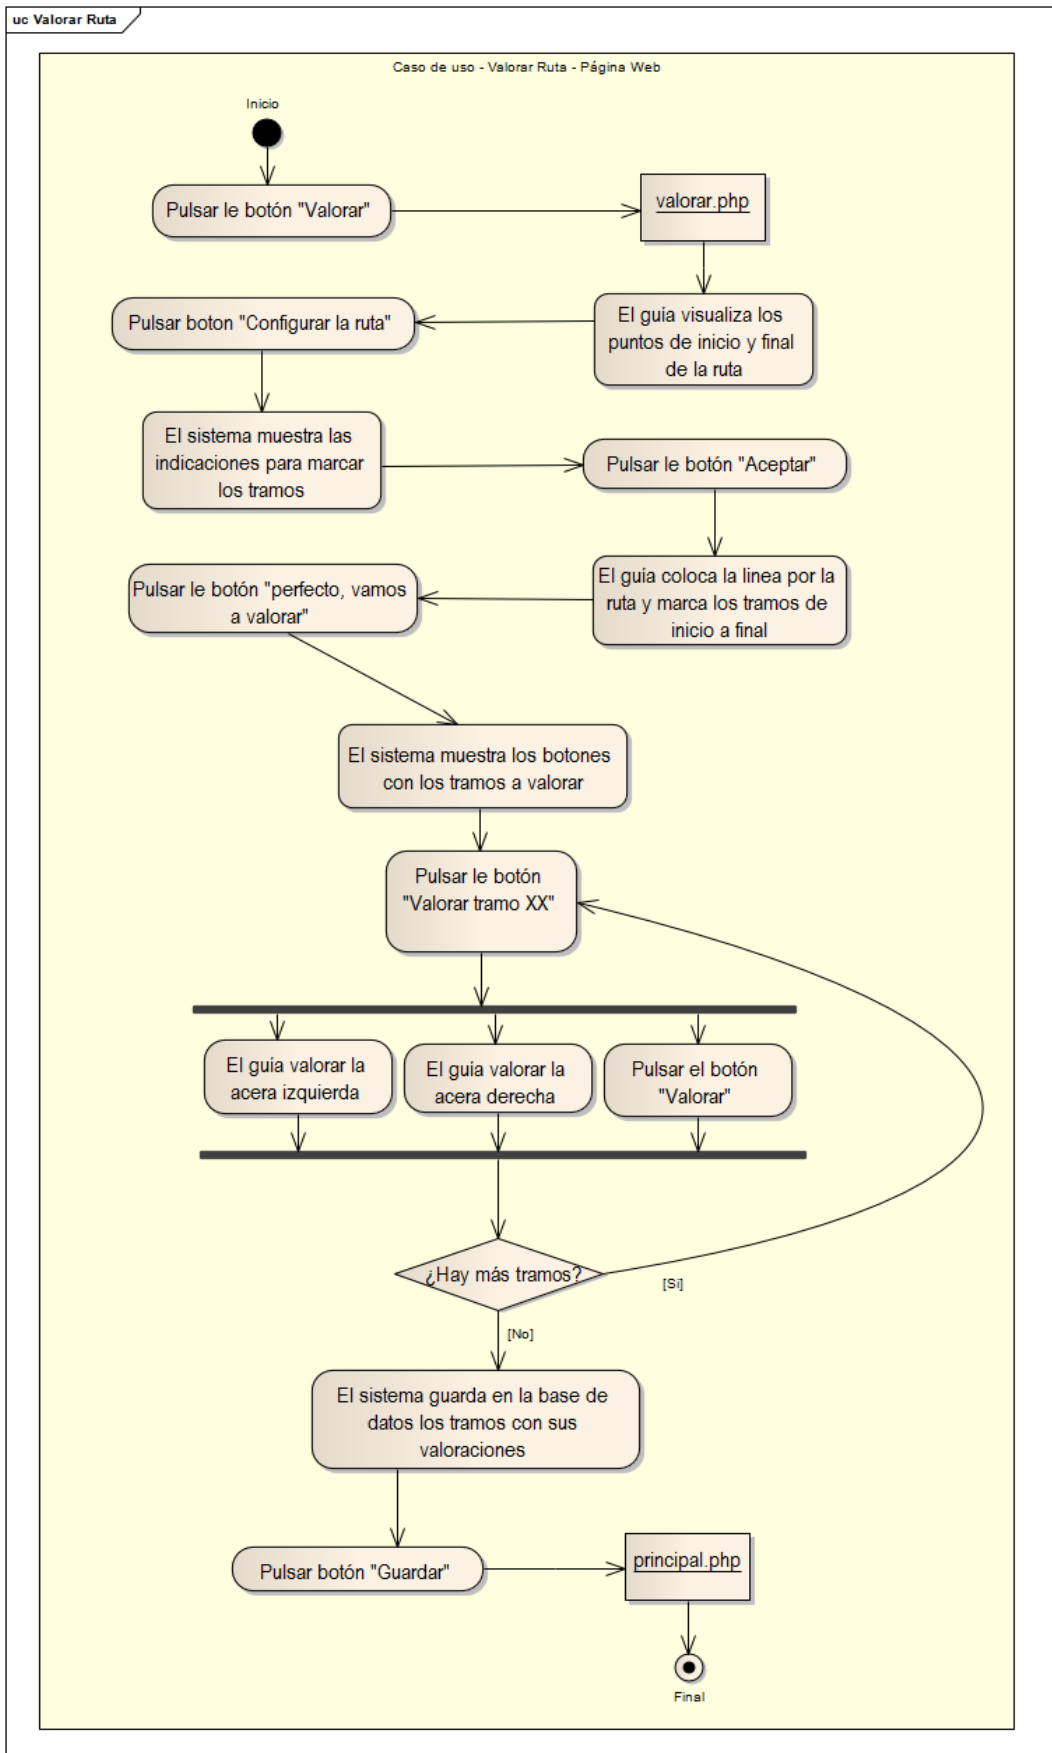 uc Valorar Ruta
Caso de uso - Valorar Ruta - Página Web
Inicio
Pulsar le botón "Valorar"
valorar.php
El guía visualiza los
puntos de inicio y final
de la ruta
Pulsar boton "Configurar la ruta"
El sistema muestra las
indicaciones para marcar
los tramos
Pulsar le botón "Aceptar"
El guía coloca la linea por la
ruta y marca los tramos de
inicio a final
Pulsar le botón "perfecto, vamos
a valorar"
El sistema muestra los botones
con los tramos a valorar
Pulsar le botón
"Valorar tramo XX"
El guía valorar la
acera izquierda
El guía valorar la
acera derecha
Pulsar el botón
"Valorar"
¿Hay más tramos?
[Si]
[No]
El sistema guarda en la base de
datos los tramos con sus
valoraciones
Pulsar botón "Guardar"
principal.php
Final